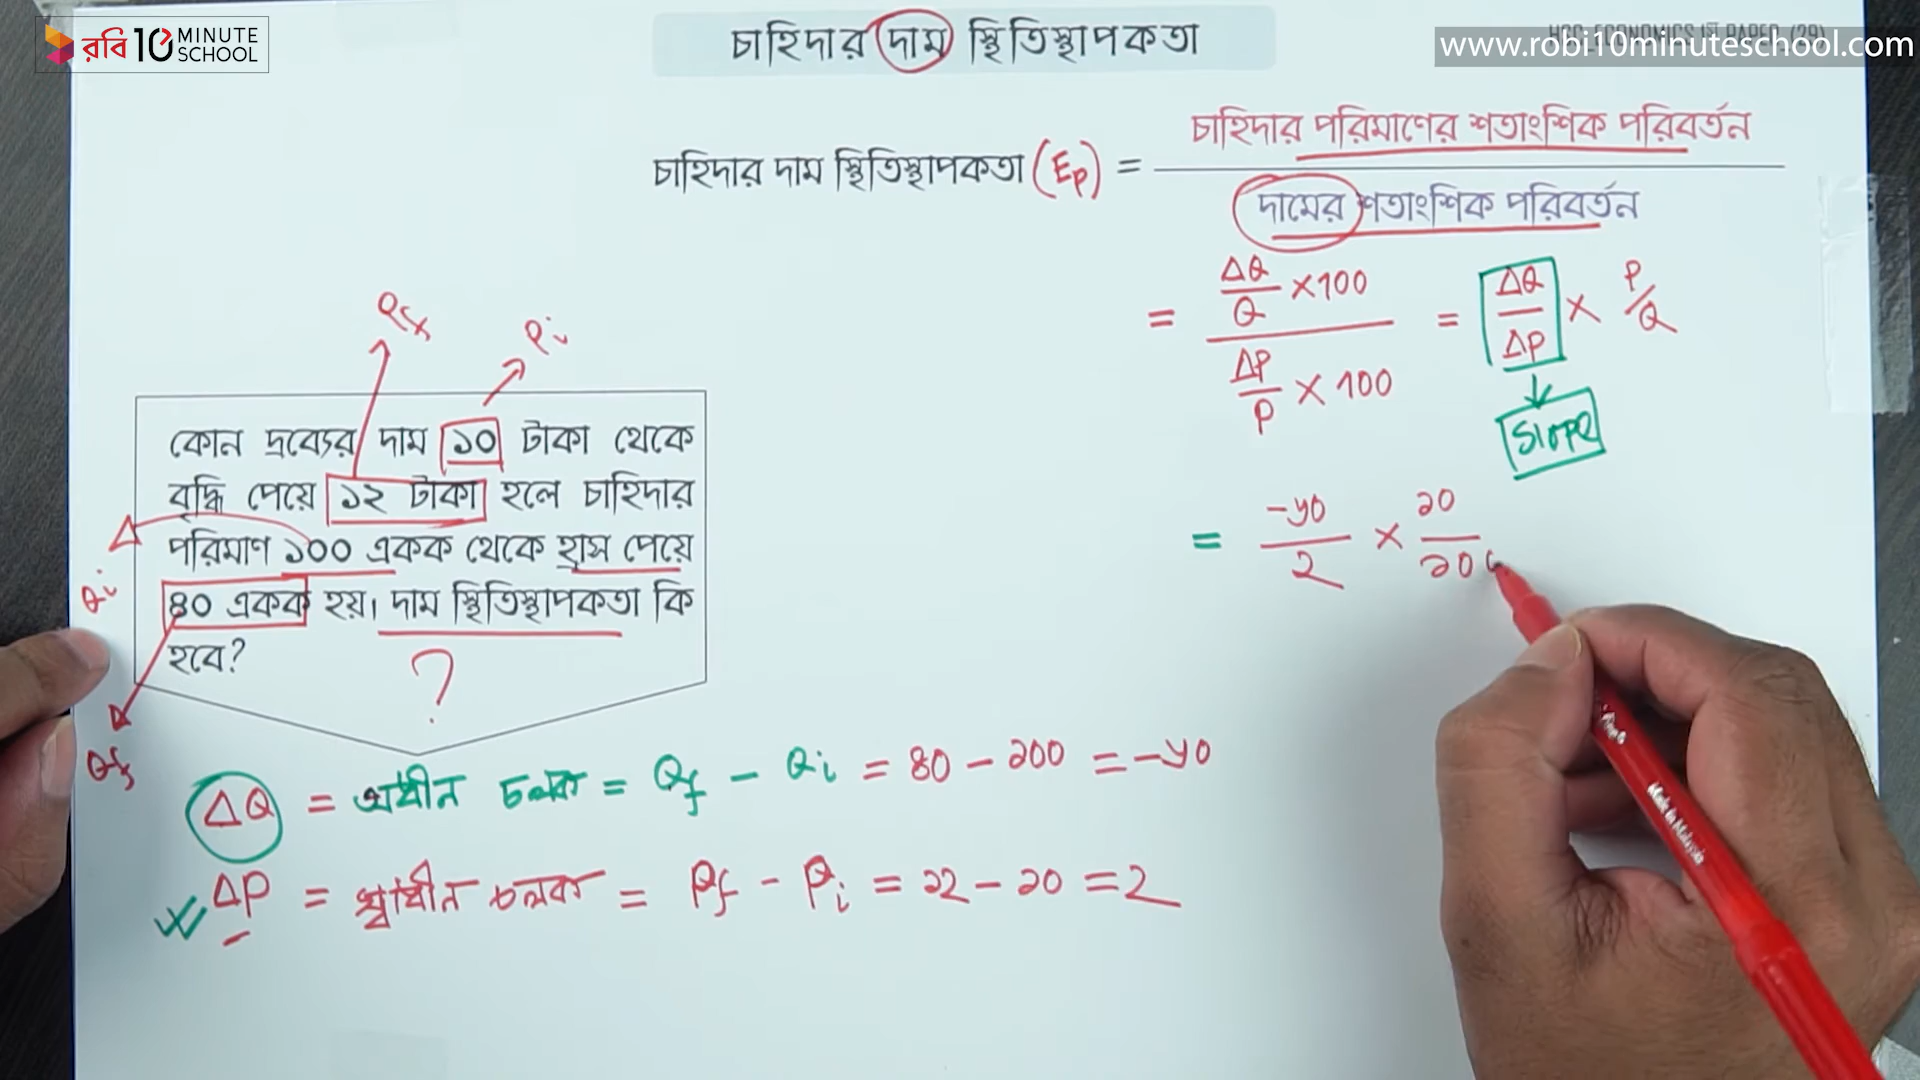 রবি 10 MINUTE SCHOOL
চাহিদার দাম স্থিতিস্থাপকতা
www.robi10minuteschool.com
চাহিদার দাম স্থিতিস্থাপকতা (Ep) = চাহিদার পরিমাণের শতাংশিক পরিবর্তন
দামের শতাংশিক পরিবর্তন
= ΔQ/Q ×100 / ΔP/P × 100 = ΔQ/ΔP × P/Q
Slope
Pi
কোন দ্রব্যের দাম ১০ টাকা থেকে
বৃদ্ধি পেয়ে ১২ টাকা হলে চাহিদার
পরিমাণ ১০০ একক থেকে হ্রাস পেয়ে
৪০ একক হয়। দাম স্থিতিস্থাপকতা কি
হবে?
?
Qi
Qf
= -৬০/২ × ১০/১০
ΔQ = অধীন চলক = Qf - Qi = ৪০ - ১০০ = -৬০
ΔP = স্বাধীন চলক = Pf - Pi = ১২ - ১০ = ২